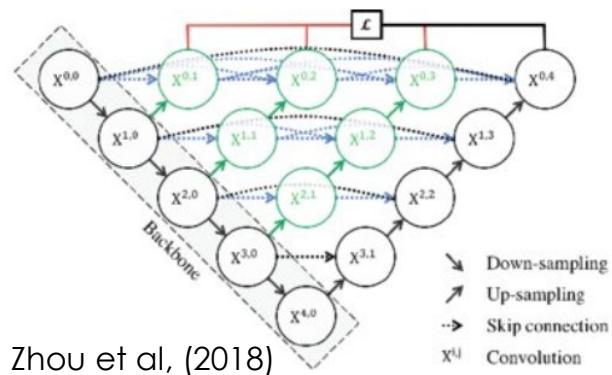 𝓛
X⁰,⁰ X⁰,¹ X⁰,² X⁰,³ X⁰,⁴
X¹,⁰ X¹,¹ X¹,² X¹,³
X²,⁰ X²,¹ X²,²
X³,⁰ X³,¹
X⁴,⁰
Backbone
Down-sampling
Up-sampling
Skip connection
Xⁱ,ʲ Convolution
Zhou et al, (2018)